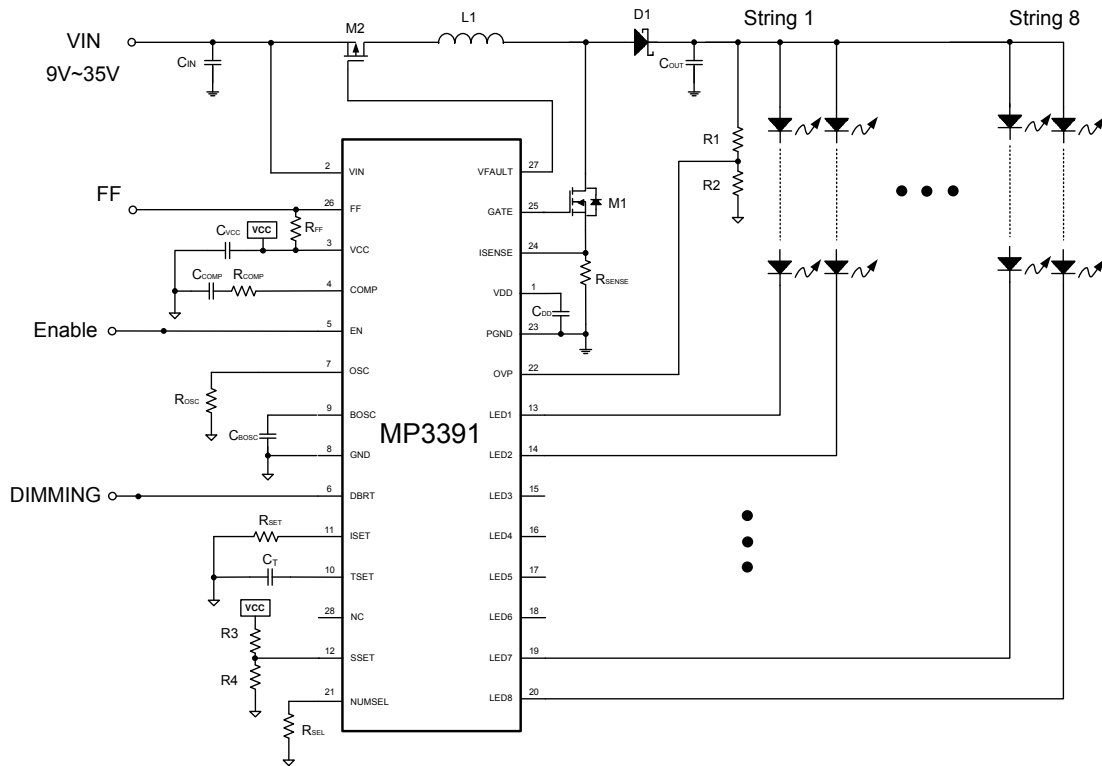 String 1
String 8
VIN
9V~35V
CIN
M2
L1
D1
COUT
R1
R2
2
VIN
VFAULT
27
FF
26
FF
RFF
GATE
25
M1
CVCC
VCC
3
VCC
ISENSE
24
RSENSE
CCOMP
RCOMP
4
COMP
VDD
1
CDD
Enable
5
EN
PGND
23
7
OSC
ROSC
OVP
22
9
BOSC
CBOSC
LED1
13
MP3391
8
GND
LED2
14
DIMMING
6
DBRT
LED3
15
RSET
11
ISET
LED4
16
CT
10
TSET
LED5
17
VCC
28
NC
LED6
18
R3
12
SSET
LED7
19
R4
21
NUMSEL
LED8
20
RSEL